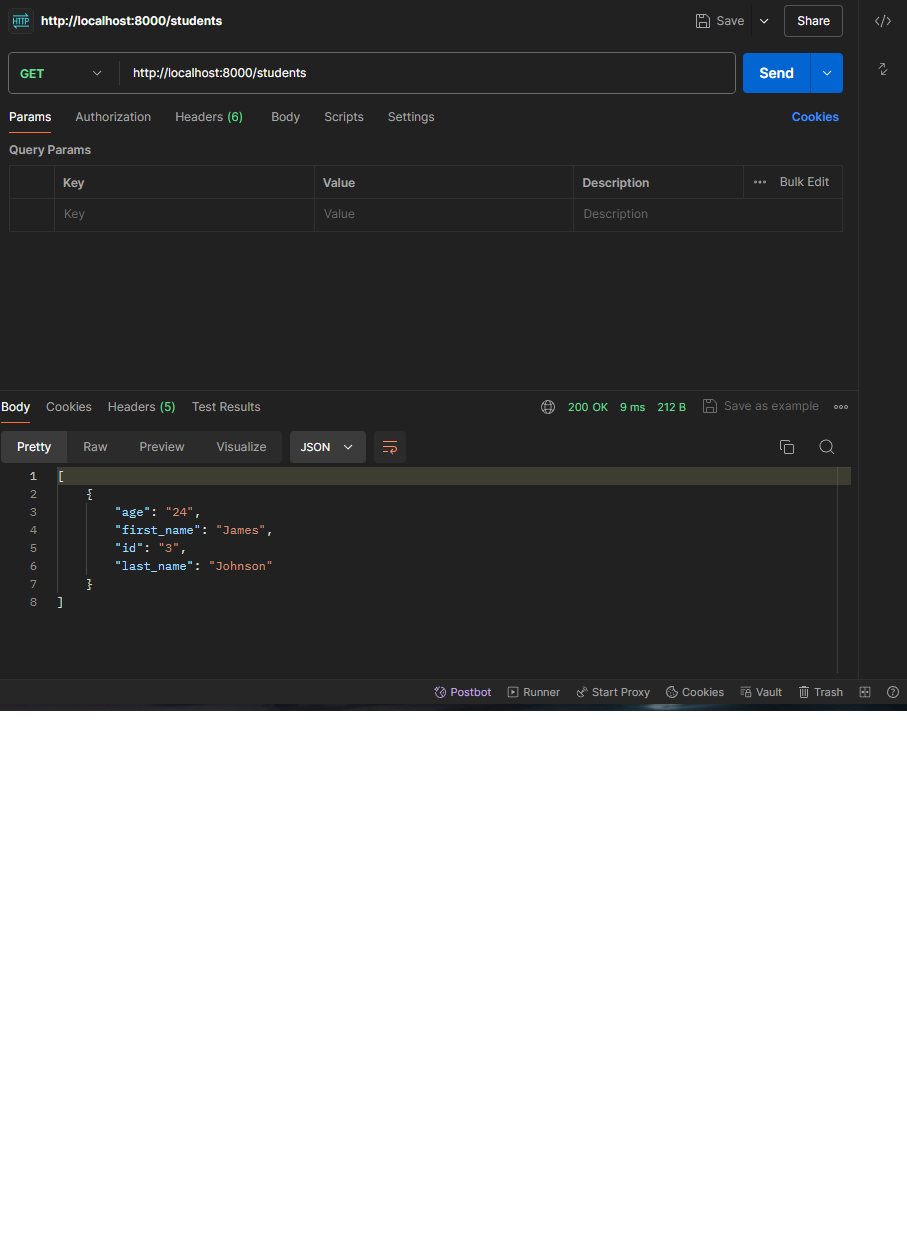 HTTP http://localhost:8000/students Save Share
GET http://localhost:8000/students Send
Params Authorization Headers (6) Body Scripts Settings Cookies
Query Params
Key Value Description ••• Bulk Edit
Key Value Description
Body Cookies Headers (5) Test Results 200 OK 9 ms 212 B Save as example
Pretty Raw Preview Visualize JSON
1 [
2 {
3 "age": "24",
4 "first_name": "James",
5 "id": "3",
6 "last_name": "Johnson"
7 }
8 ]
Postbot Runner Start Proxy Cookies Vault Trash